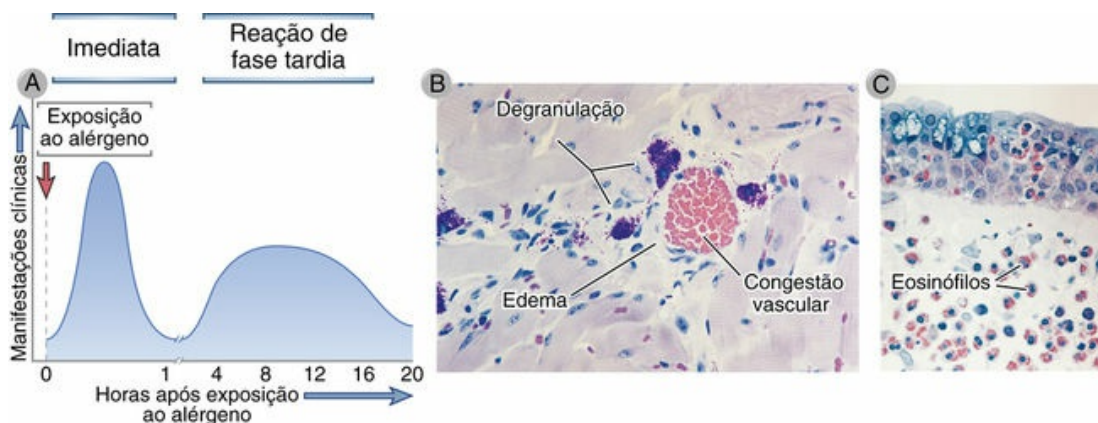 Imediata
Reação de
fase tardia
A
Exposição
ao alérgeno
Manifestações clínicas
0
1
4
8
12
16
20
Horas após exposição
ao alérgeno
B
Degranulação
Edema
Congestão
vascular
C
Eosinófilos